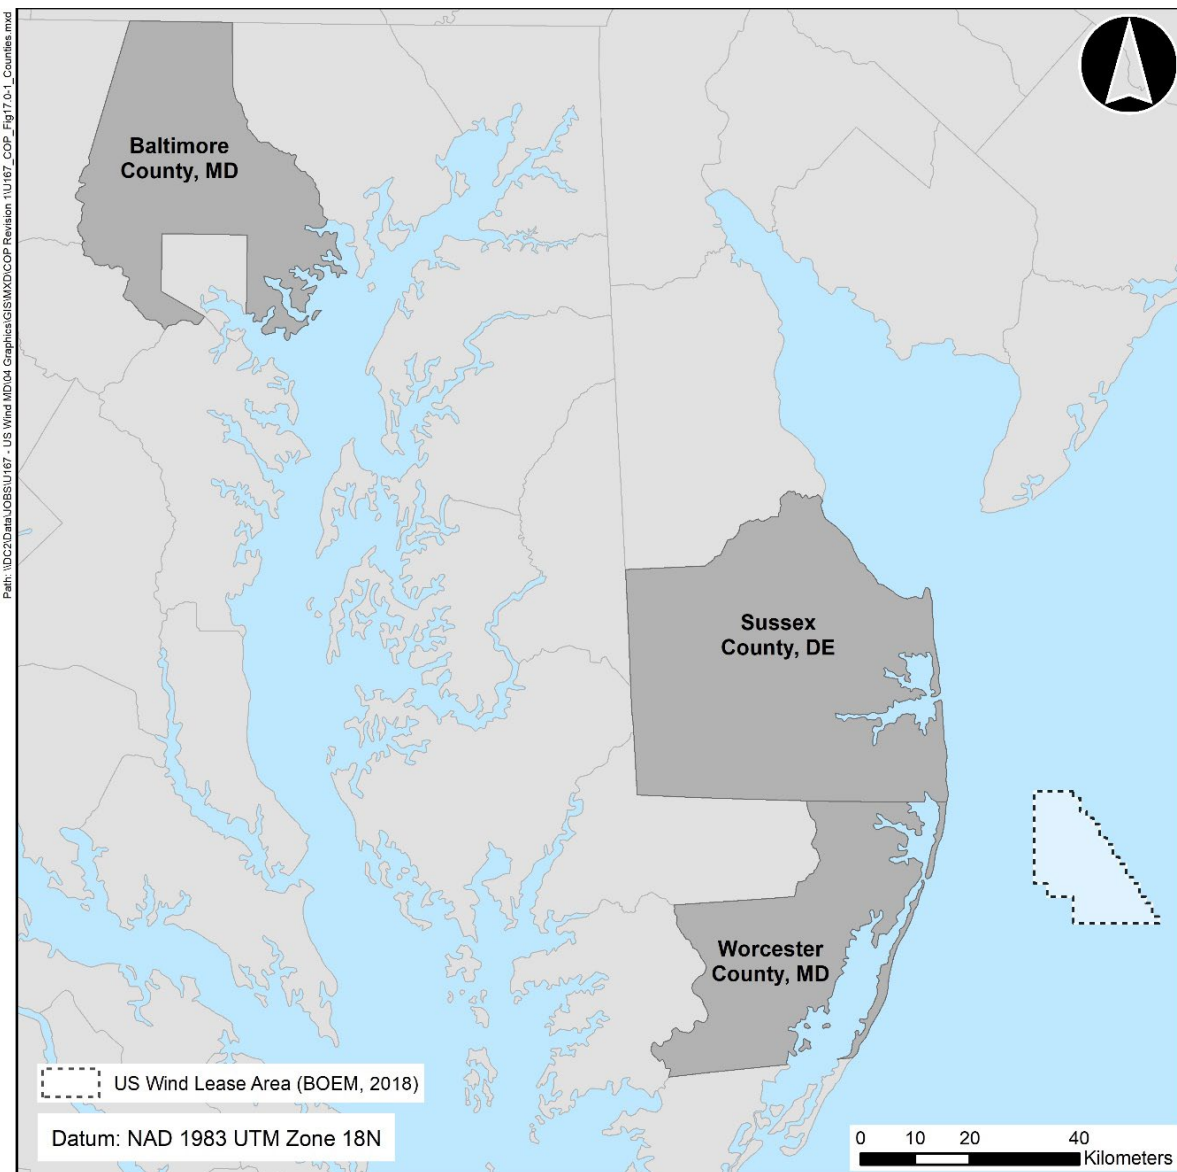 Path: \\DC2\Data\JOBS\U167 - US Wind MD\04 Graphics\GIS\MXD\COP Revision 1\U167_COP_Fig17.0-1_Counties.mxd
Baltimore
County, MD
Sussex
County, DE
Worcester
County, MD
US Wind Lease Area (BOEM, 2018)
Datum: NAD 1983 UTM Zone 18N
0 10 20 40
Kilometers